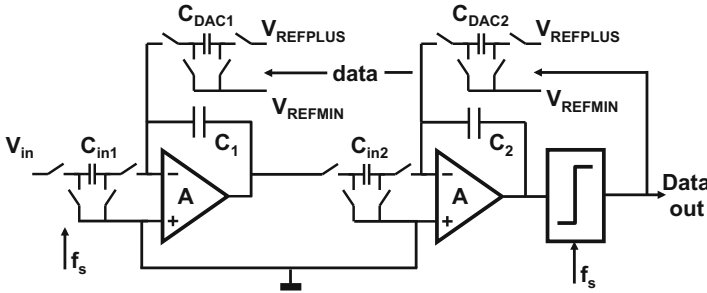 C_DAC1
V_REFPLUS
C_DAC2
V_REFPLUS
data
V_REFMIN
V_REFMIN
V_in
C_in1
C_1
C_in2
C_2
A
A
Data
out
f_s
f_s